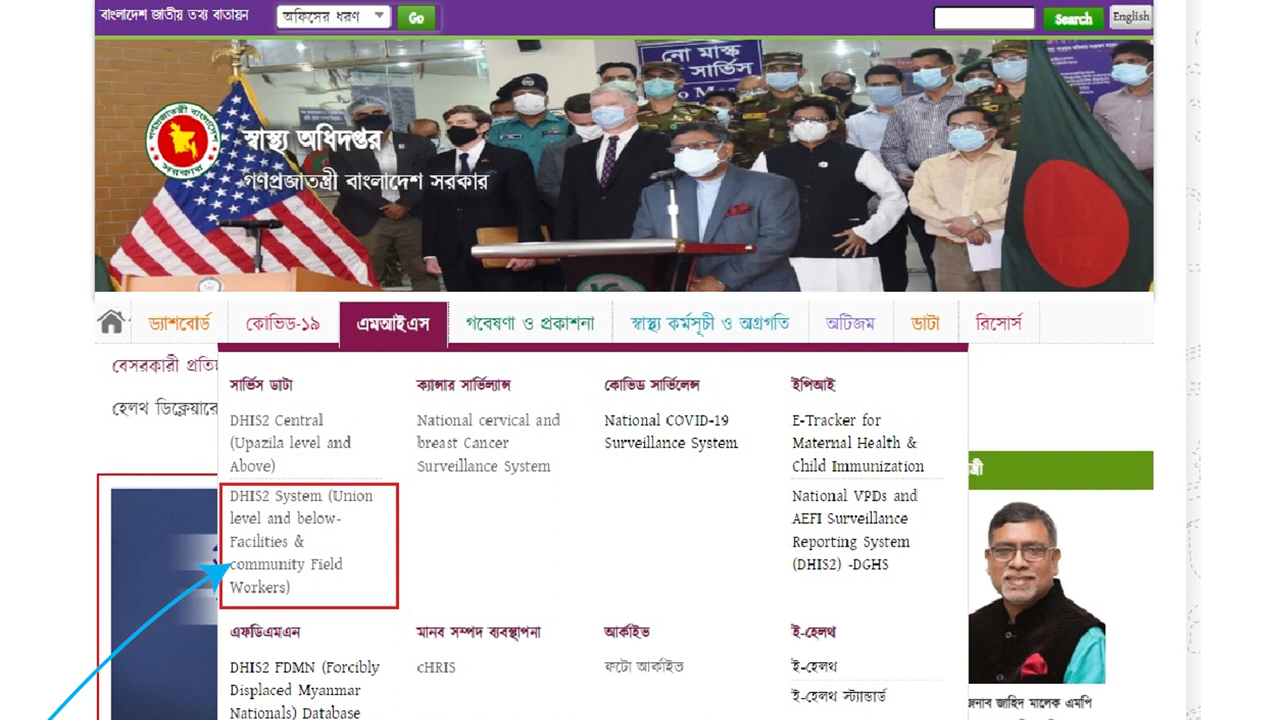 বাংলাদেশ জাতীয় তথ্য বাতায়ন
অফিসের ধরণ
Go
Search
English
নো মাস্ক
সার্ভিস
স্বাস্থ্য অধিদপ্তর
গণপ্রজাতন্ত্রী বাংলাদেশ সরকার
ড্যাশবোর্ড
কোভিড-১৯
এমআইএস
গবেষণা ও প্রকাশনা
স্বাস্থ্য কর্মসূচী ও অগ্রগতি
অটিজম
ডাটা
রিসোর্স
বেসরকারী
হেলথ
সার্ভিস ডাটা
DHIS2 Central
(Upazila level and
Above)
DHIS2 System (Union
level and below-
Facilities &
community Field
Workers)
ক্যান্সার সার্ভিল্যান্স
National cervical and
breast Cancer
Surveillance System
কোভিড সার্ভিলেন্স
National COVID-19
Surveillance System
ইপিআই
E-Tracker for
Maternal Health &
Child Immunization
National VPDs and
AEFI Surveillance
Reporting System
(DHIS2) -DGHS
এফডিএমএন
DHIS2 FDMN (Forcibly
Displaced Myanmar
Nationals) Database
মানব সম্পদ ব্যবস্থাপনা
cHRIS
আর্কাইভ
ফটো আর্কাইভ
ই-হেলথ
ই-হেলথ
ই-হেলথ স্ট্যান্ডার্ড
জনাব জাহিদ মালেক এমপি